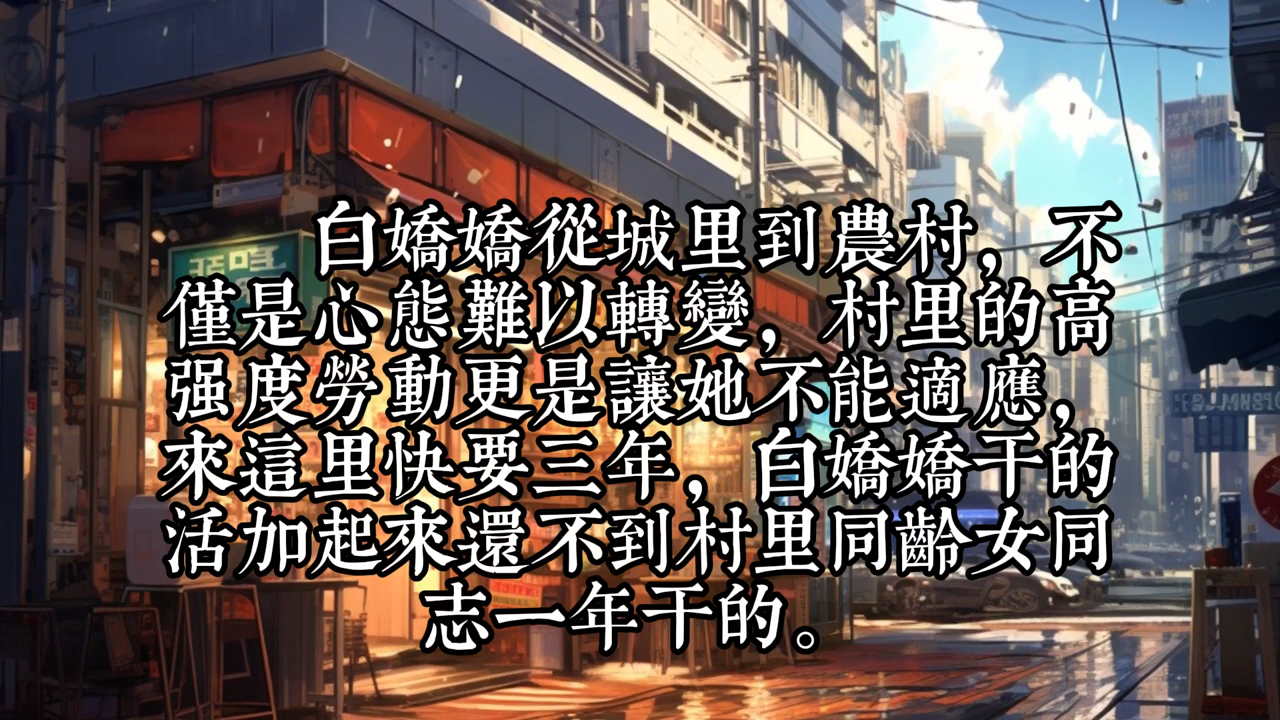 白嬌嬌從城里到農村，不
僅是心態難以轉變，村里的高
强度勞動更是讓她不能適應，
來這里快要三年，白嬌嬌干的
活加起來還不到村里同齡女同
志一年干的。